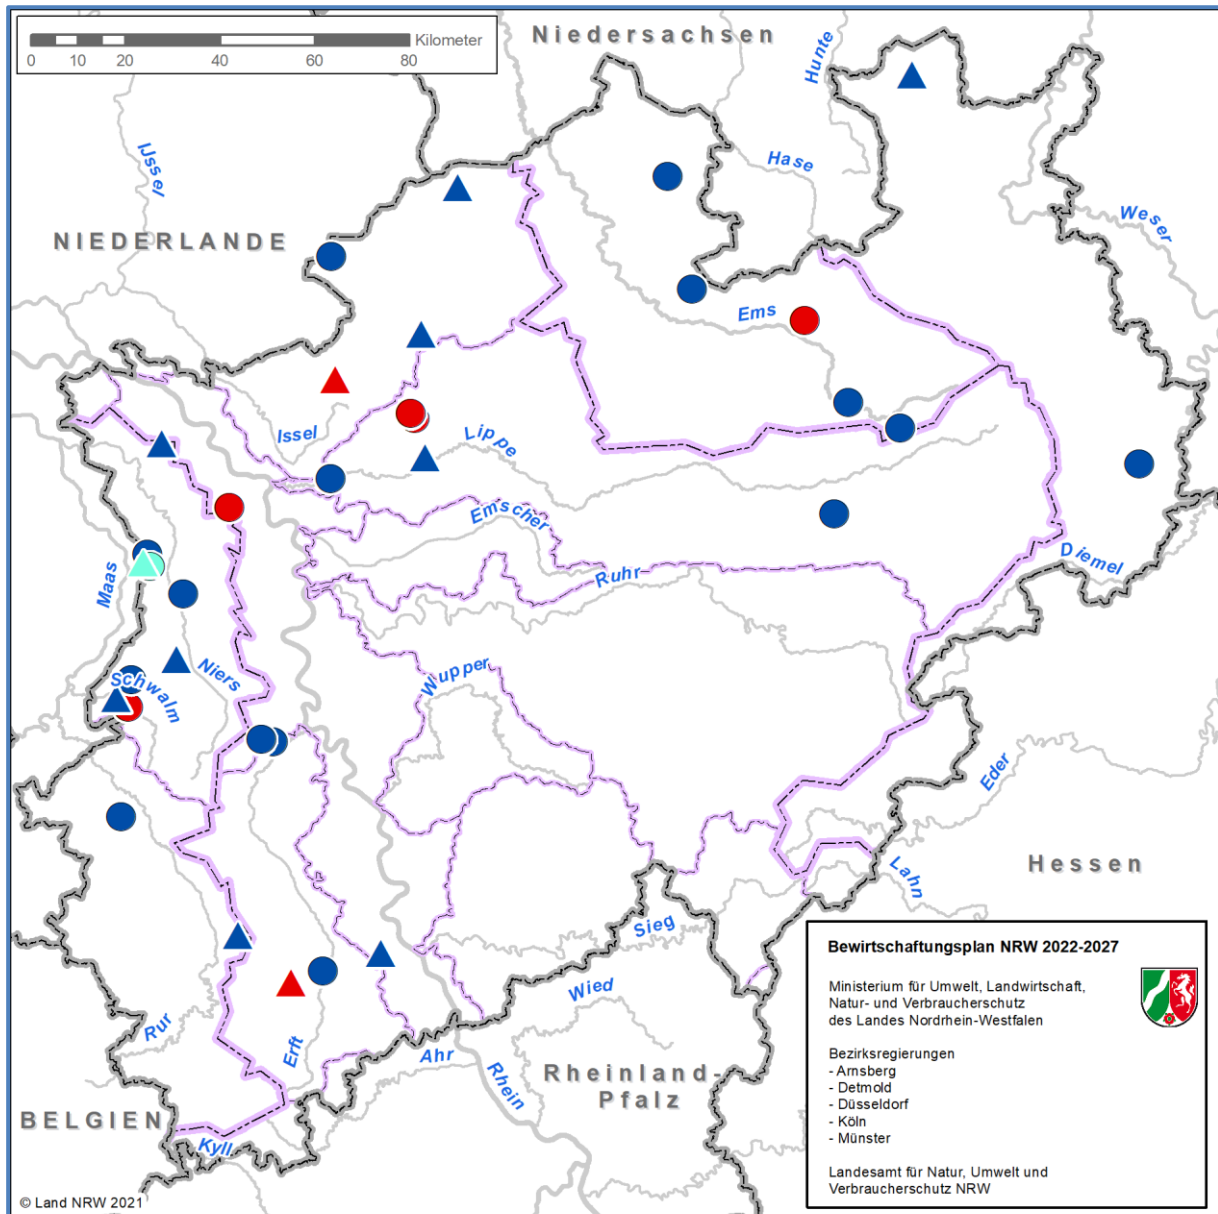 Kilometer
0 10 20 40 60 80
Niedersachsen
Hunte
IJssel
Hase
NIEDERLANDE
Weser
Ems
Issel
Lippe
Emscher
Maas
Ruhr
Diemel
Wupper
Niers
Schwalm
Eder
Hessen
Lahn
Sieg
Wied
Rur
Erft
Ahr
Rhein
Rheinland-
Pfalz
BELGIEN
Kyll
© Land NRW 2021
Bewirtschaftungsplan NRW 2022-2027
Ministerium für Umwelt, Landwirtschaft,
Natur- und Verbraucherschutz
des Landes Nordrhein-Westfalen
Bezirksregierungen
- Arnsberg
- Detmold
- Düsseldorf
- Köln
- Münster
Landesamt für Natur, Umwelt und
Verbraucherschutz NRW